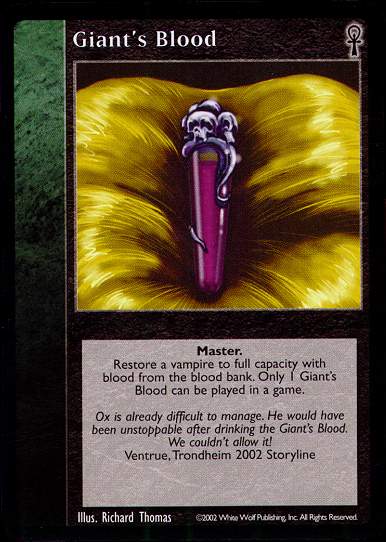 Giant's Blood
Master.
Restore a vampire to full capacity with
blood from the blood bank. Only 1 Giant's
Blood can be played in a game.
Ox is already difficult to manage. He would have
been unstoppable after drinking the Giant's Blood.
We couldn't allow it!
Ventrue, Trondheim 2002 Storyline
Illus. Richard Thomas
©2002 White Wolf Publishing, Inc. All Rights Reserved.